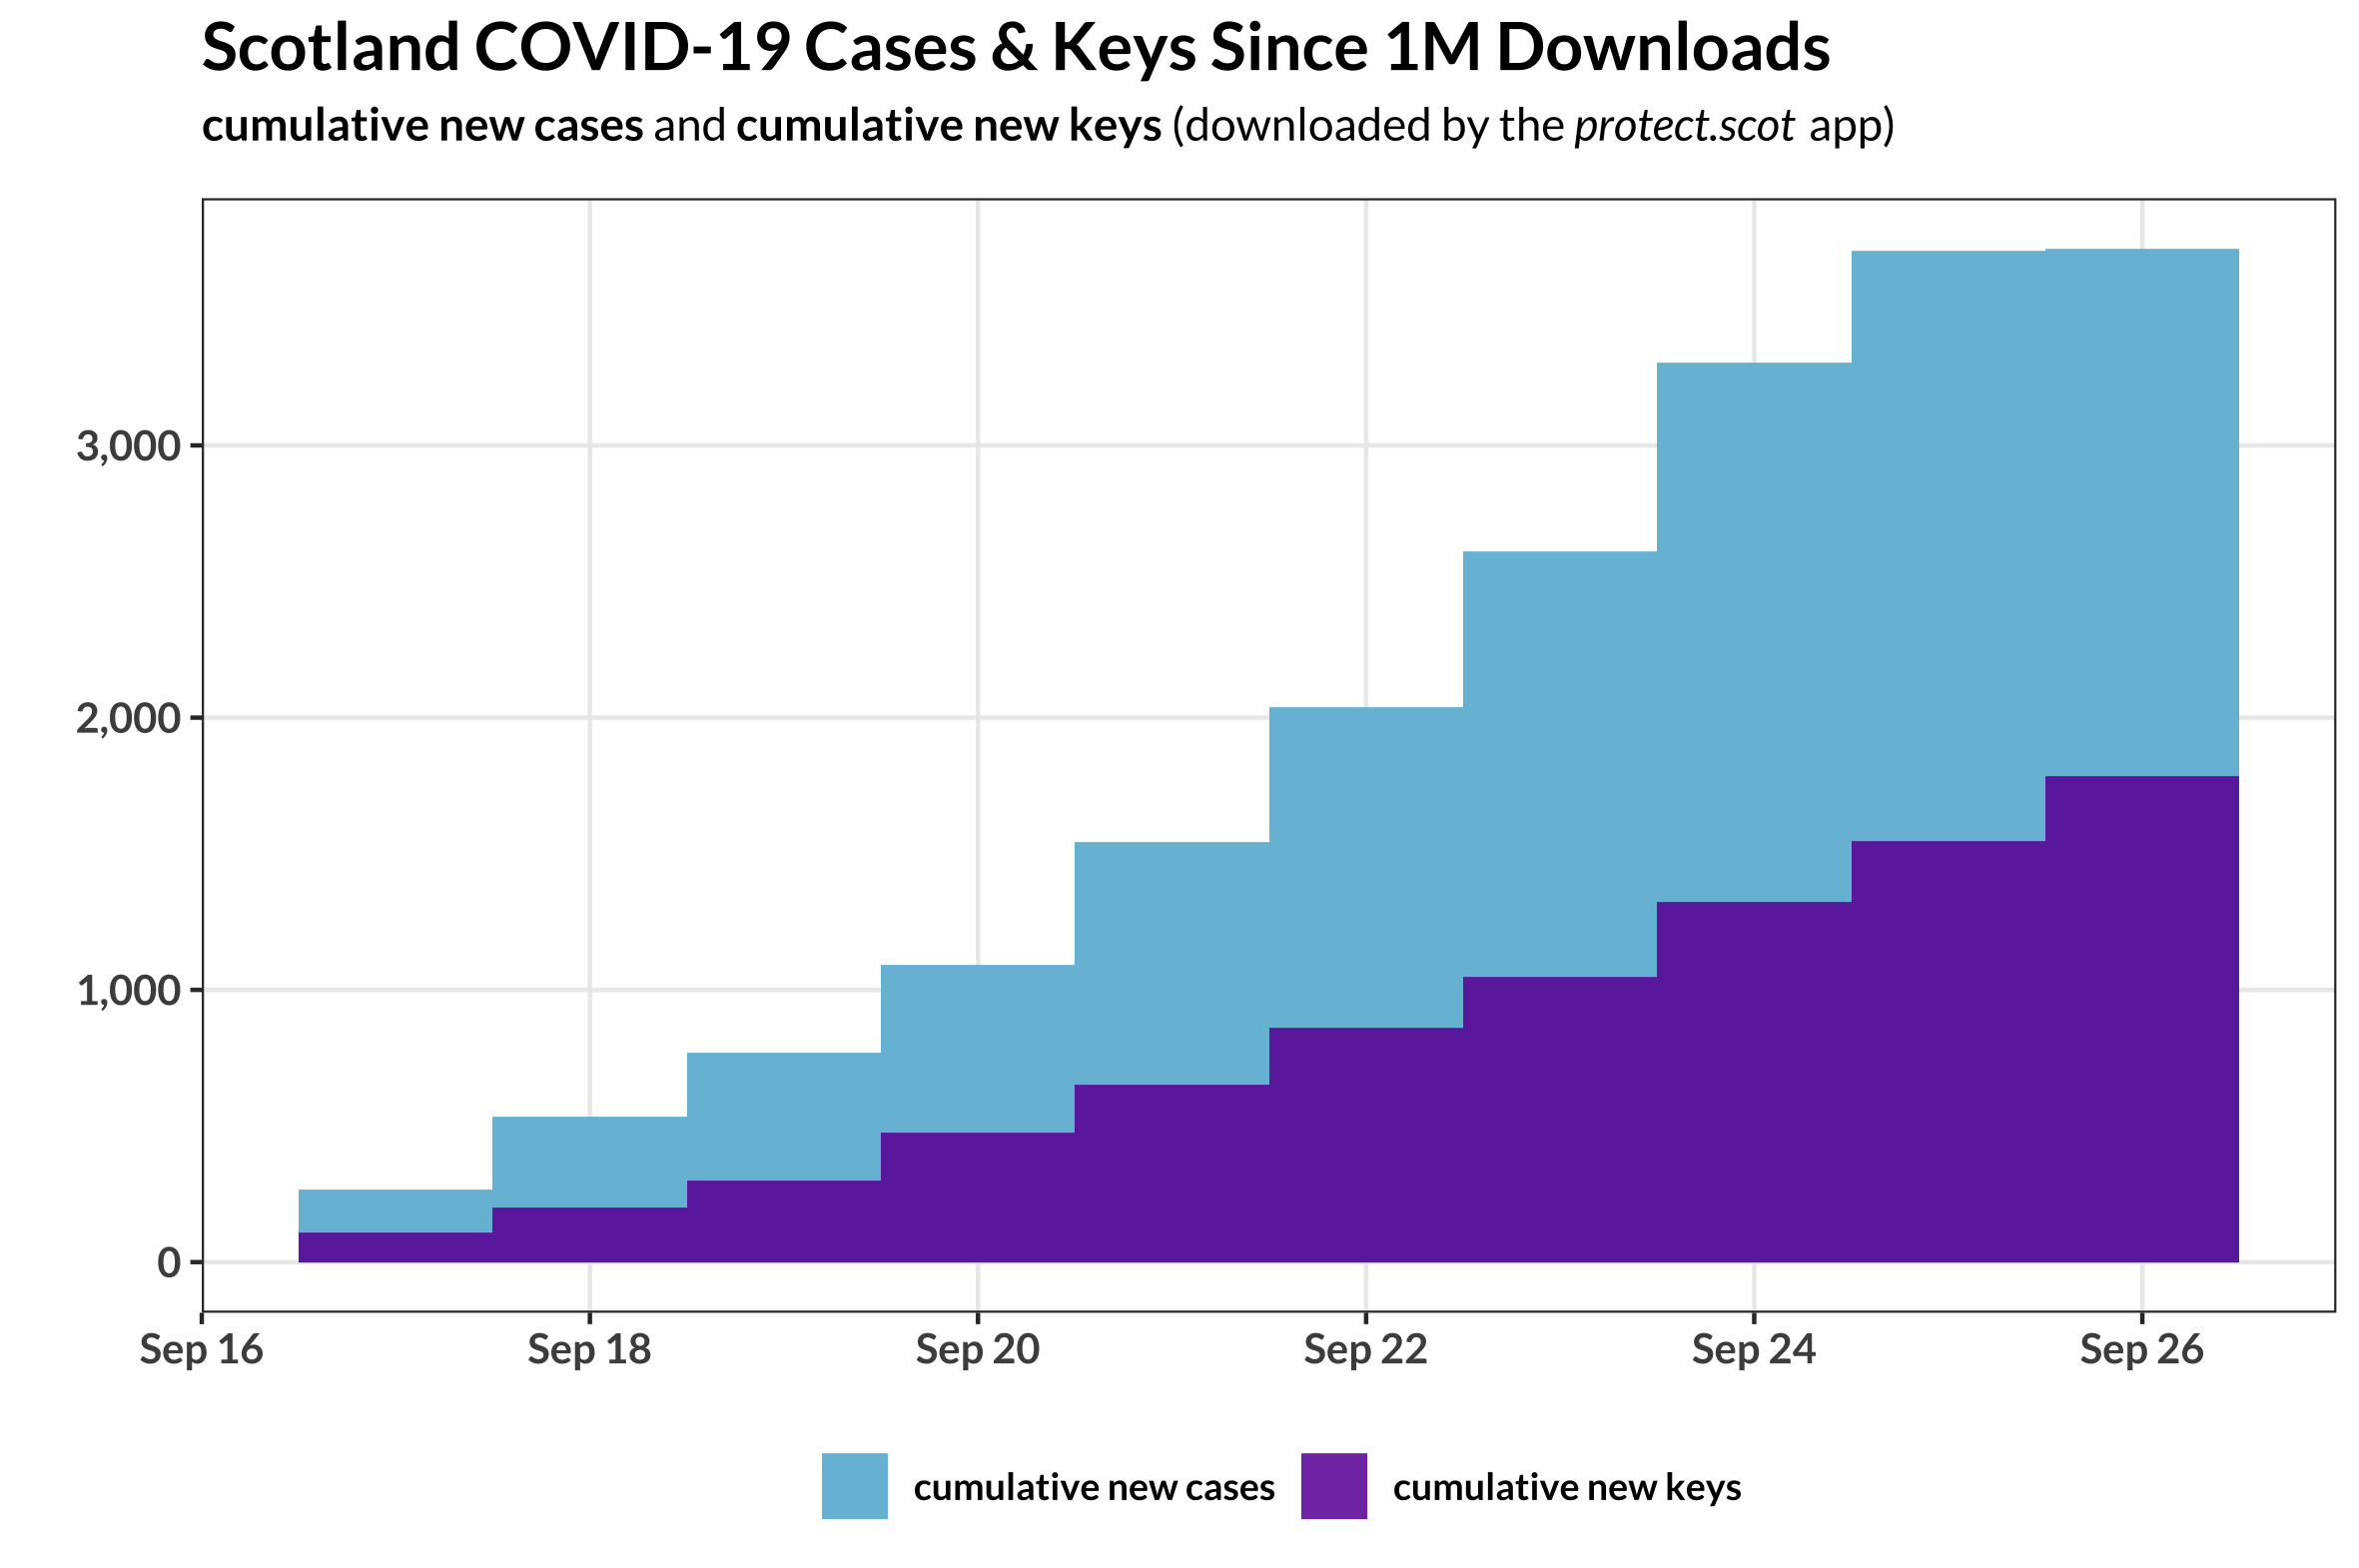 Scotland COVID-19 Cases & Keys Since 1M Downloads
cumulative new cases and cumulative new keys (downloaded by the protect.scot app)
3,000
2,000
1,000
0
Sep 16 Sep 18 Sep 20 Sep 22 Sep 24 Sep 26
cumulative new cases cumulative new keys